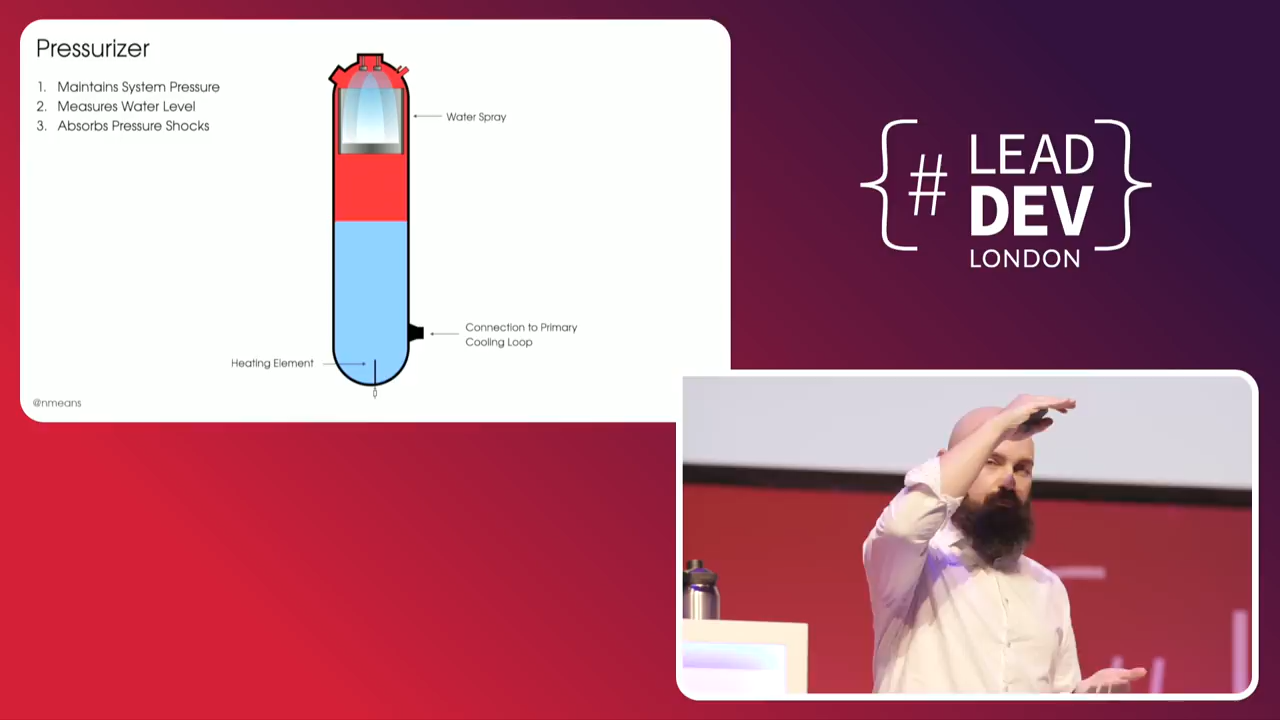 Pressurizer
1. Maintains System Pressure
2. Measures Water Level
3. Absorbs Pressure Shocks
Water Spray
Connection to Primary
Cooling Loop
Heating Element
@nmeans
{# LEAD
DEV }
LONDON